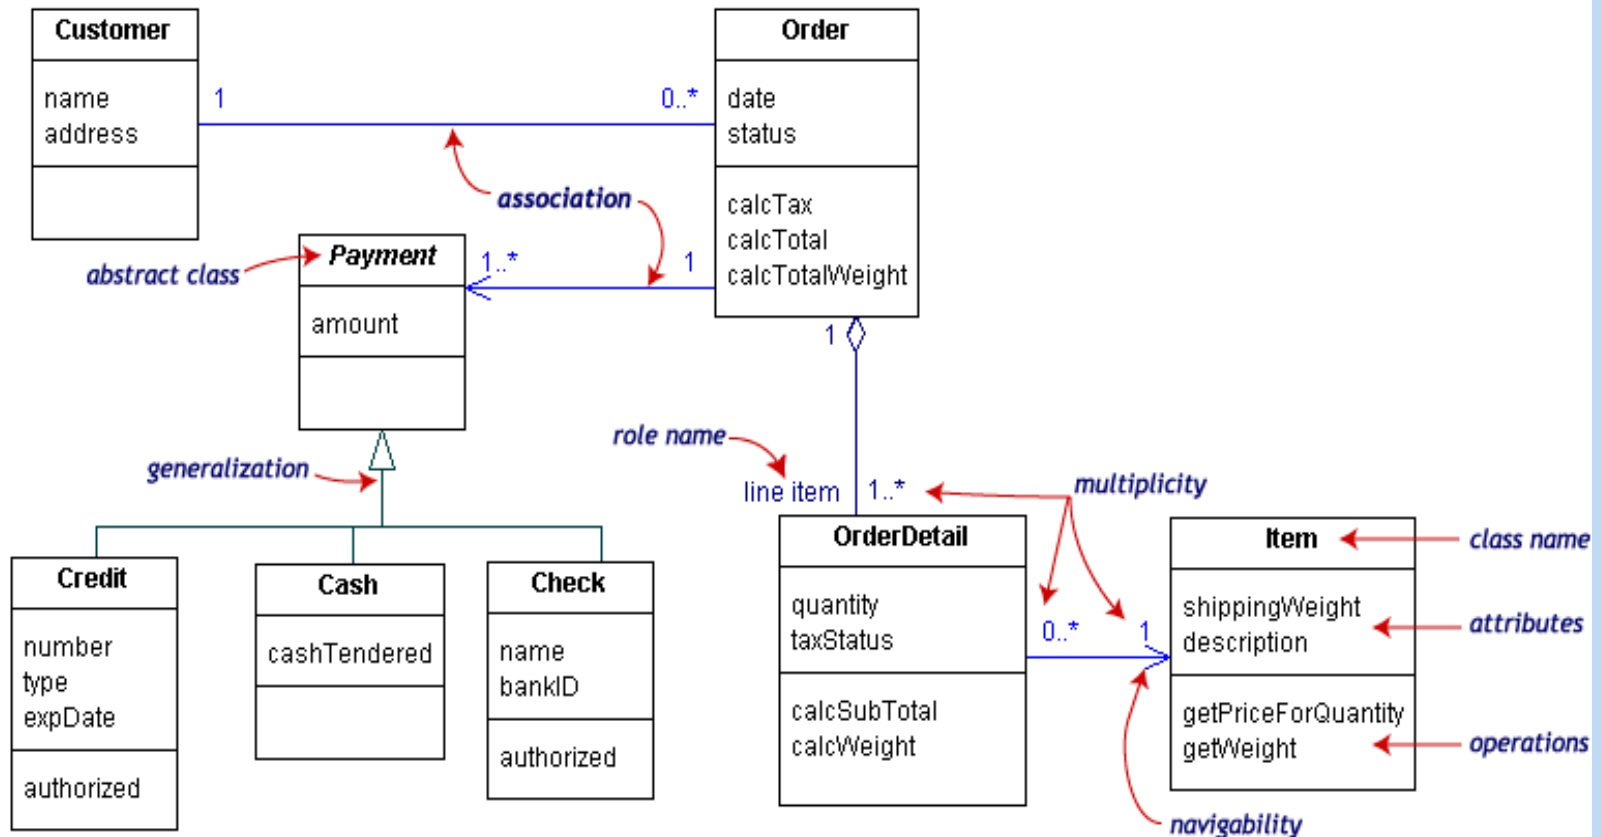 Customer
name
address
1
0..*
Order
date
status
calcTax
calcTotal
calcTotalWeight
association
abstract class
Payment
amount
1..*
1
1
generalization
role name
line item
1..*
multiplicity
Credit
number
type
expDate
authorized
Cash
cashTendered
Check
name
bankID
authorized
OrderDetail
quantity
taxStatus
calcSubTotal
calcWeight
0..*
1
Item
shippingWeight
description
getPriceForQuantity
getWeight
class name
attributes
operations
navigability